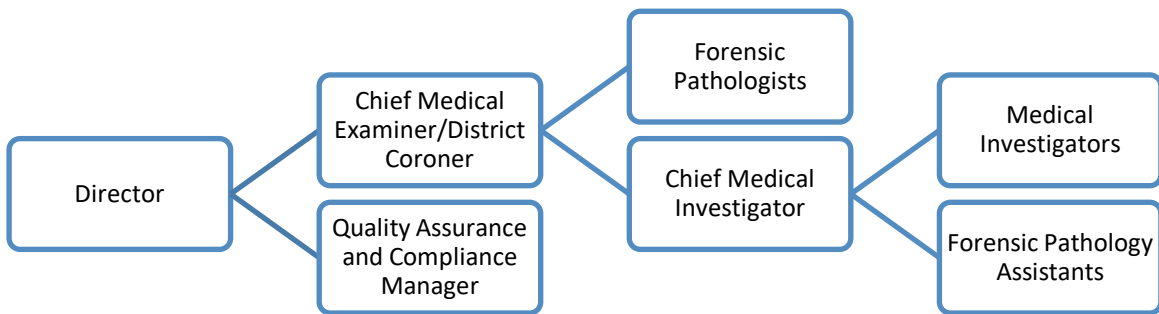 Director
Chief Medical
Examiner/District
Coroner
Quality Assurance
and Compliance
Manager
Forensic
Pathologists
Chief Medical
Investigator
Medical
Investigators
Forensic Pathology
Assistants